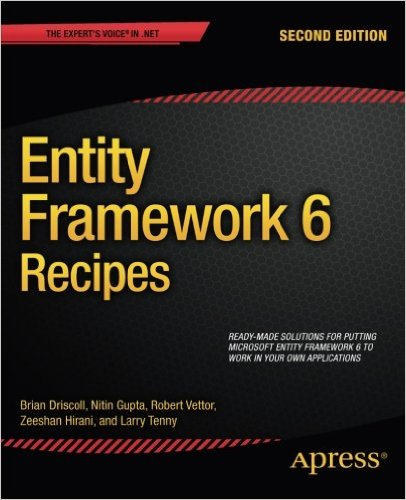 THE EXPERT'S VOICE® IN .NET
SECOND EDITION
Entity
Framework 6
Recipes
READY-MADE SOLUTIONS FOR PUTTING
MICROSOFT ENTITY FRAMEWORK 6 TO
WORK IN YOUR OWN APPLICATIONS
Brian Driscoll, Nitin Gupta, Robert Vettor,
Zeeshan Hirani, and Larry Tenny
Apress®